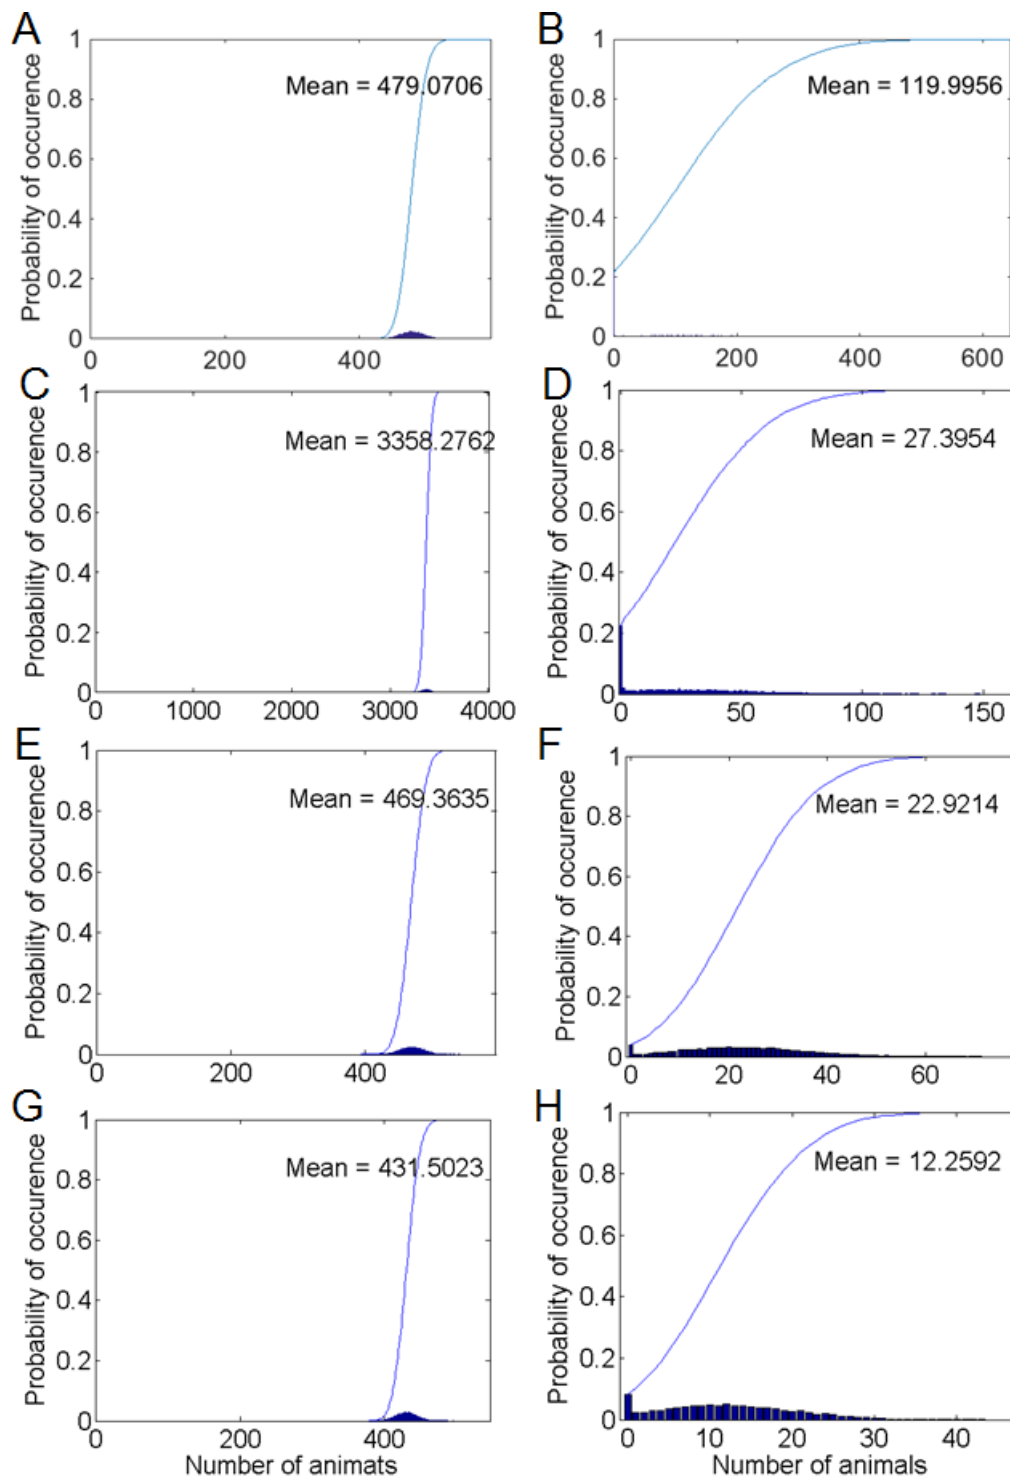 A
Probability of occurence
1
0.8
0.6
0.4
0.2
0
Mean = 479.0706
0 200 400
B
Probability of occurence
1
0.8
0.6
0.4
0.2
0
Mean = 119.9956
0 200 400 600
C
Probability of occurence
1
0.8
0.6
0.4
0.2
0
Mean = 3358.2762
0 1000 2000 3000 4000
D
Probability of occurence
1
0.8
0.6
0.4
0.2
0
Mean = 27.3954
0 50 100 150
E
Probability of occurence
1
0.8
0.6
0.4
0.2
0
Mean = 469.3635
0 200 400
F
Probability of occurence
1
0.8
0.6
0.4
0.2
0
Mean = 22.9214
0 20 40 60
G
Probability of occurence
1
0.8
0.6
0.4
0.2
0
Mean = 431.5023
0 200 400
Number of animats
H
Probability of occurence
1
0.8
0.6
0.4
0.2
0
Mean = 12.2592
0 10 20 30 40
Number of animals